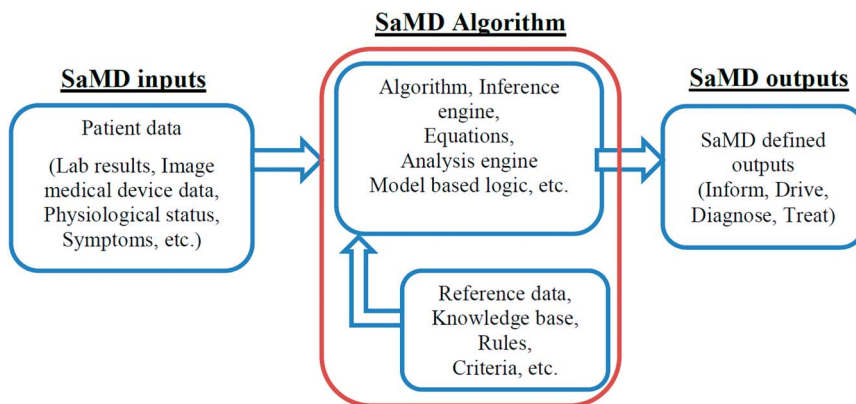 SaMD Algorithm
SaMD inputs
Patient data
(Lab results, Image
medical device data,
Physiological status,
Symptoms, etc.)
Algorithm, Inference
engine,
Equations,
Analysis engine
Model based logic, etc.
Reference data,
Knowledge base,
Rules,
Criteria, etc.
SaMD outputs
SaMD defined
outputs
(Inform, Drive,
Diagnose, Treat)